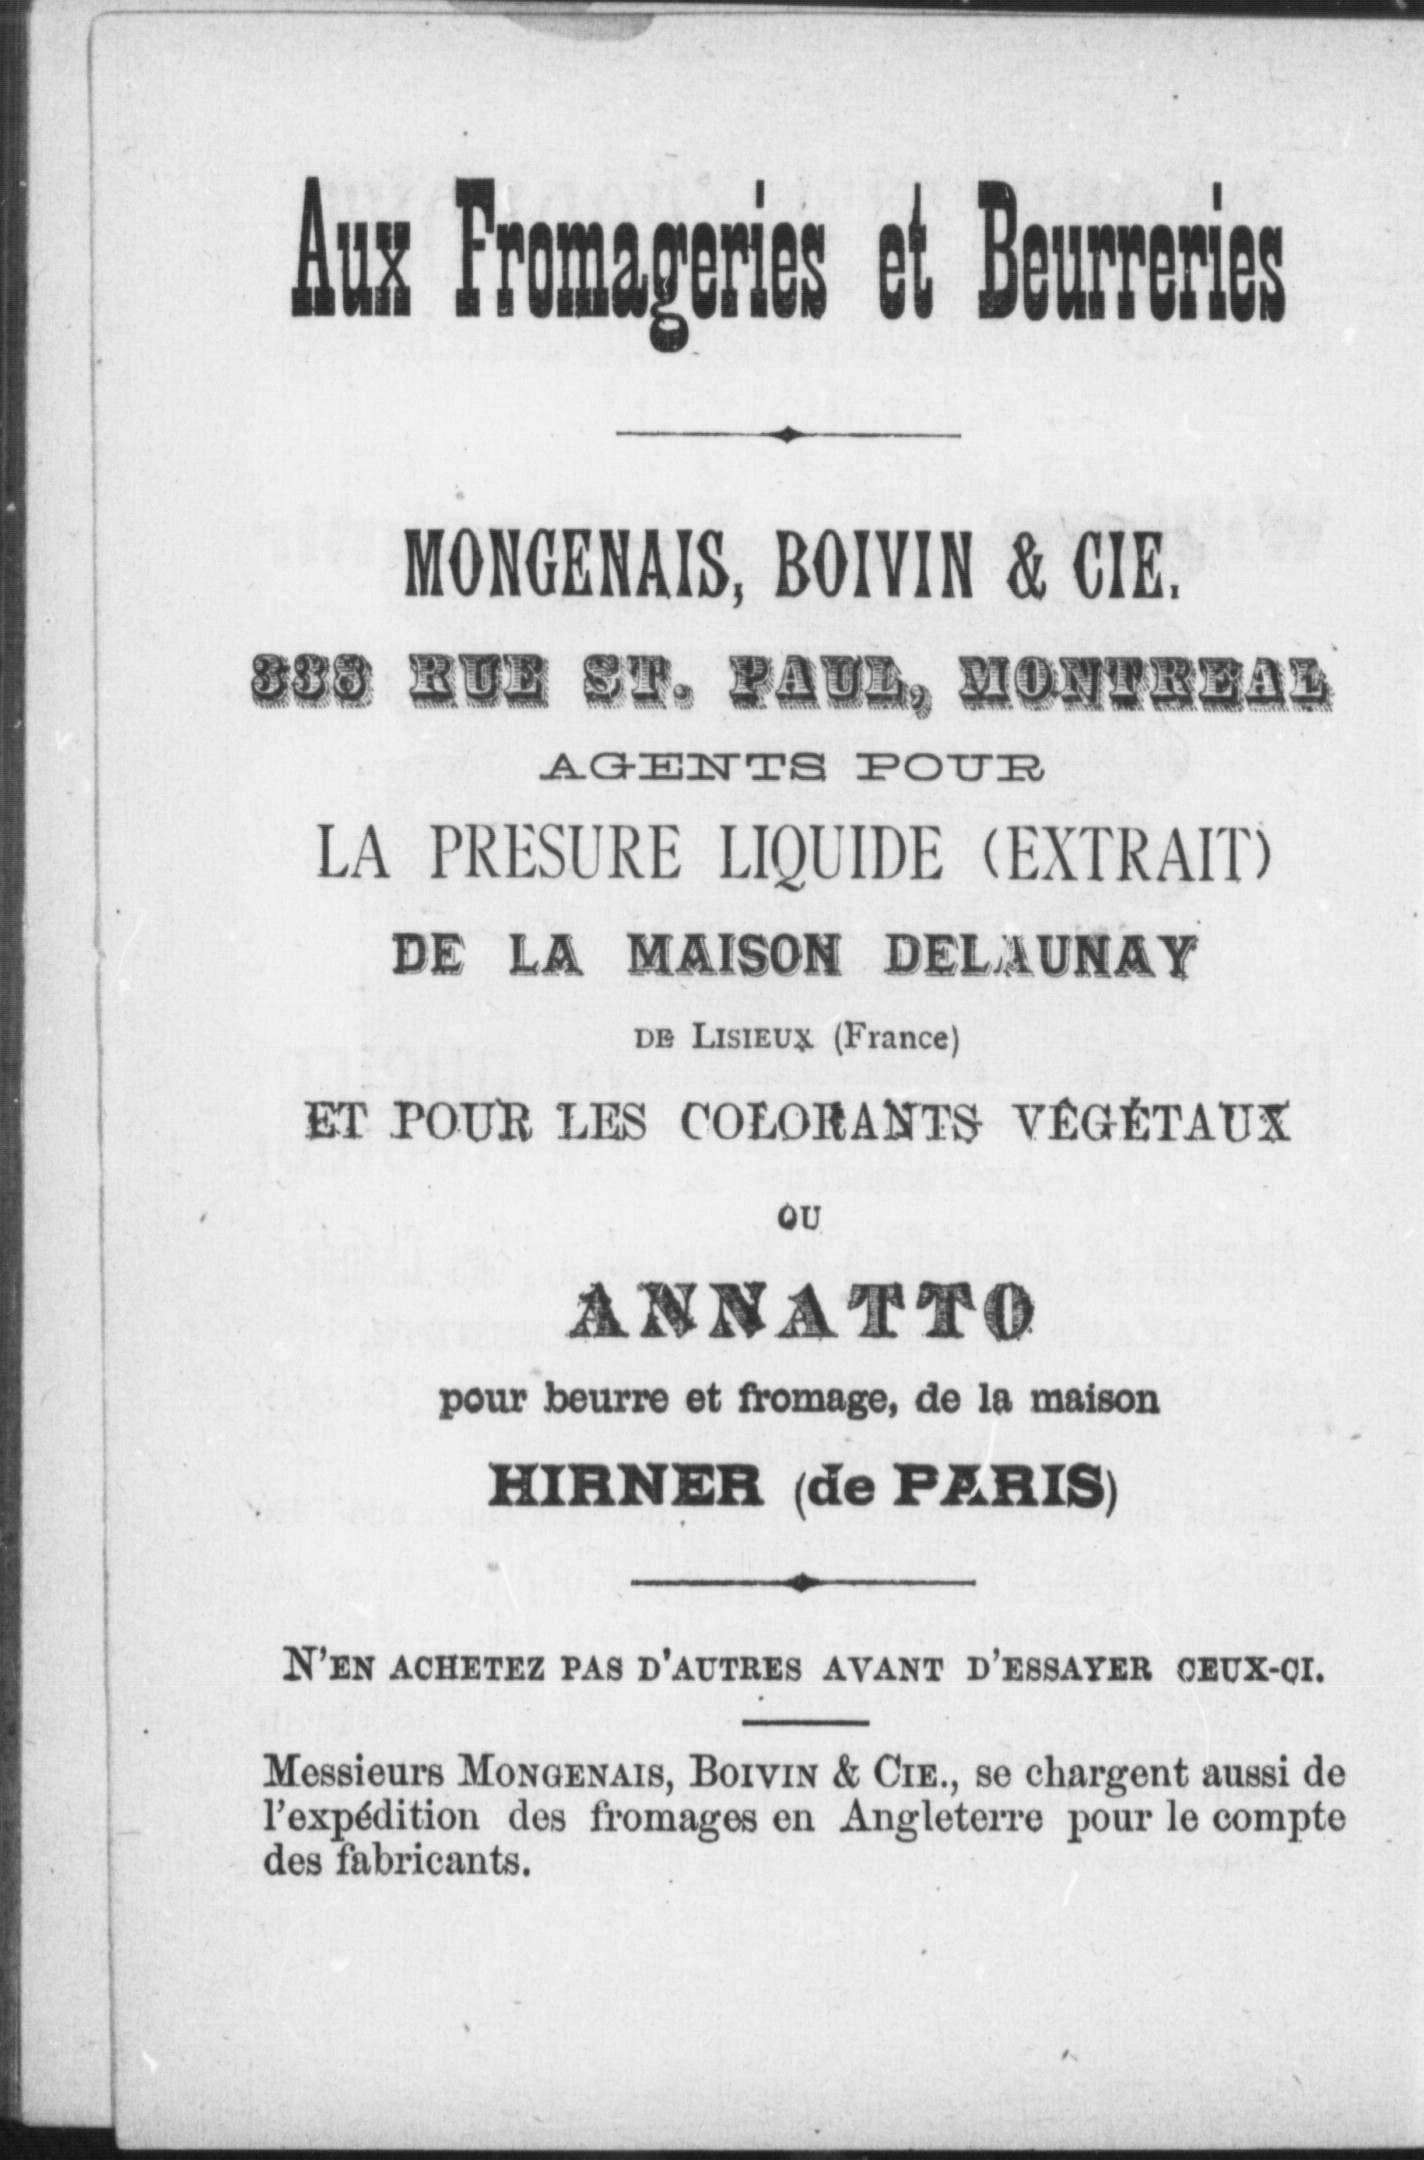 Aux Fromageries et Beurreries
MONGENAIS, BOIVIN & CIE.
333 RUE ST. PAUL, MONTREAL
AGENTS POUR
LA PRESURE LIQUIDE (EXTRAIT)
DE LA MAISON DELAUNAY
DE LISIEUX (France)
ET POUR LES COLORANTS VÉGÉTAUX
OU
ANNATTO
pour beurre et fromage, de la maison
HIRNER (de PARIS)
N'EN ACHETEZ PAS D'AUTRES AVANT D'ESSAYER CEUX-CI.
Messieurs MONGENAIS, BOIVIN & CIE., se chargent aussi de
l'expédition des fromages en Angleterre pour le compte
des fabricants.